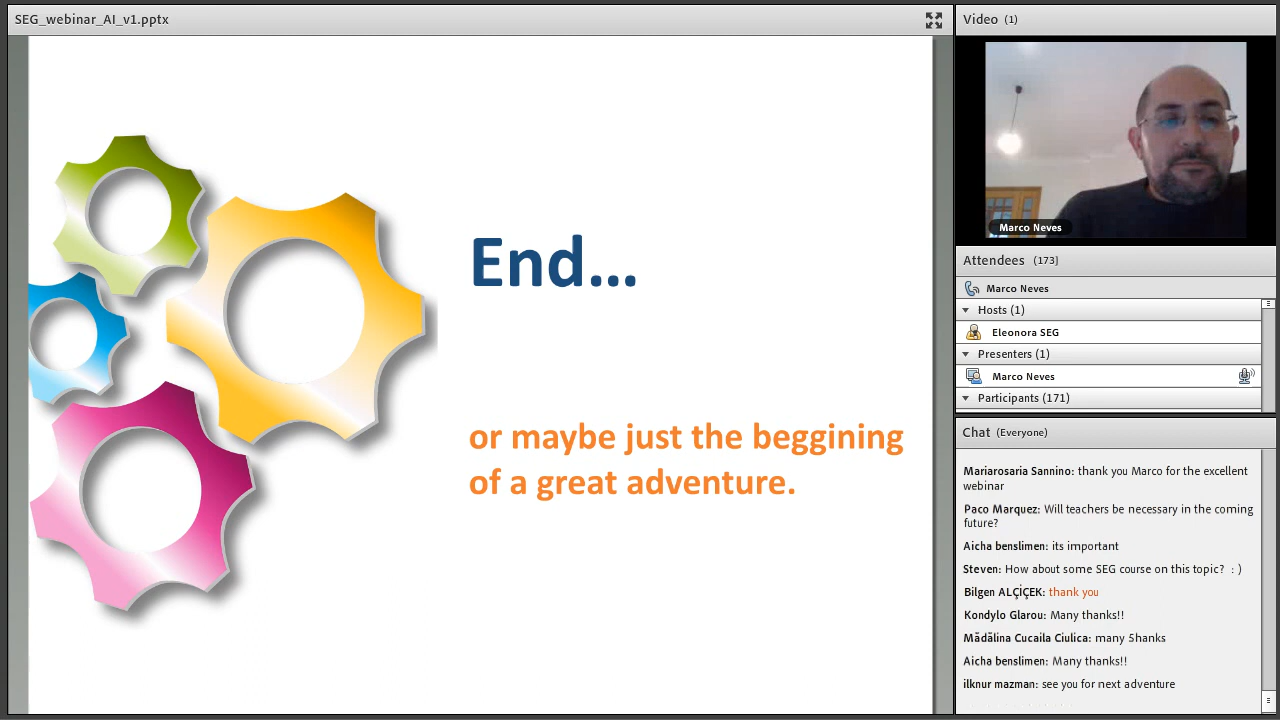 SEG_webinar_AI_v1.pptx
End...
or maybe just the beggining
of a great adventure.
Video (1)
Marco Neves
Attendees (173)
Marco Neves
Hosts (1)
Eleonora SEG
Presenters (1)
Marco Neves
Participants (171)
Chat (Everyone)
Mariarosaria Sannino: thank you Marco for the excellent
webinar
Paco Marquez: Will teachers be necessary in the coming
future?
Aicha benslimen: its important
Steven: How about some SEG course on this topic? : )
Bilgen ALÇİÇEK: thank you
Kondylo Glarou: Many thanks!!
Mãdãlina Cucaila Ciulica: many 5hanks
Aicha benslimen: Many thanks!!
ilknur mazman: see you for next adventure